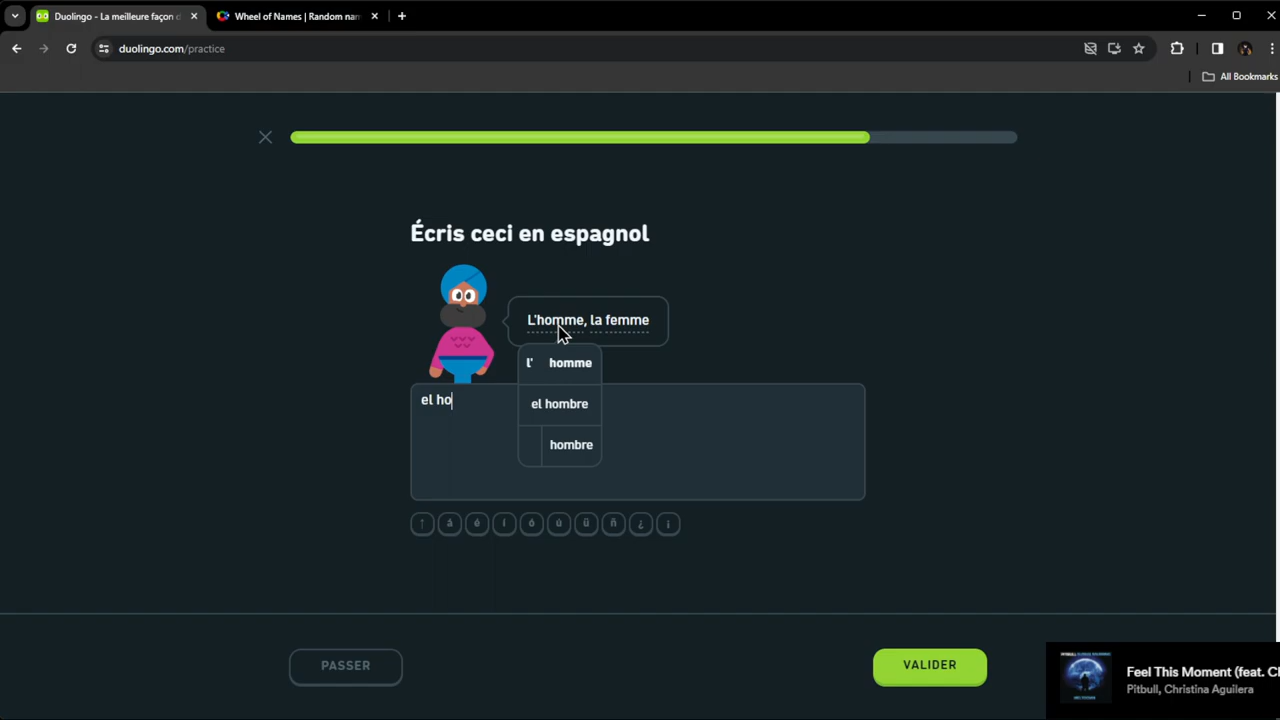 Duolingo - La meilleure façon d
Wheel of Names | Random nam
duolingo.com/practice
All Bookmarks
Écris ceci en espagnol
L'homme, la femme
l' homme
el hombre
hombre
el ho
↑ á é í ó ú ü ñ ¿ ¡
PASSER
VALIDER
Feel This Moment (feat. C
Pitbull, Christina Aguilera